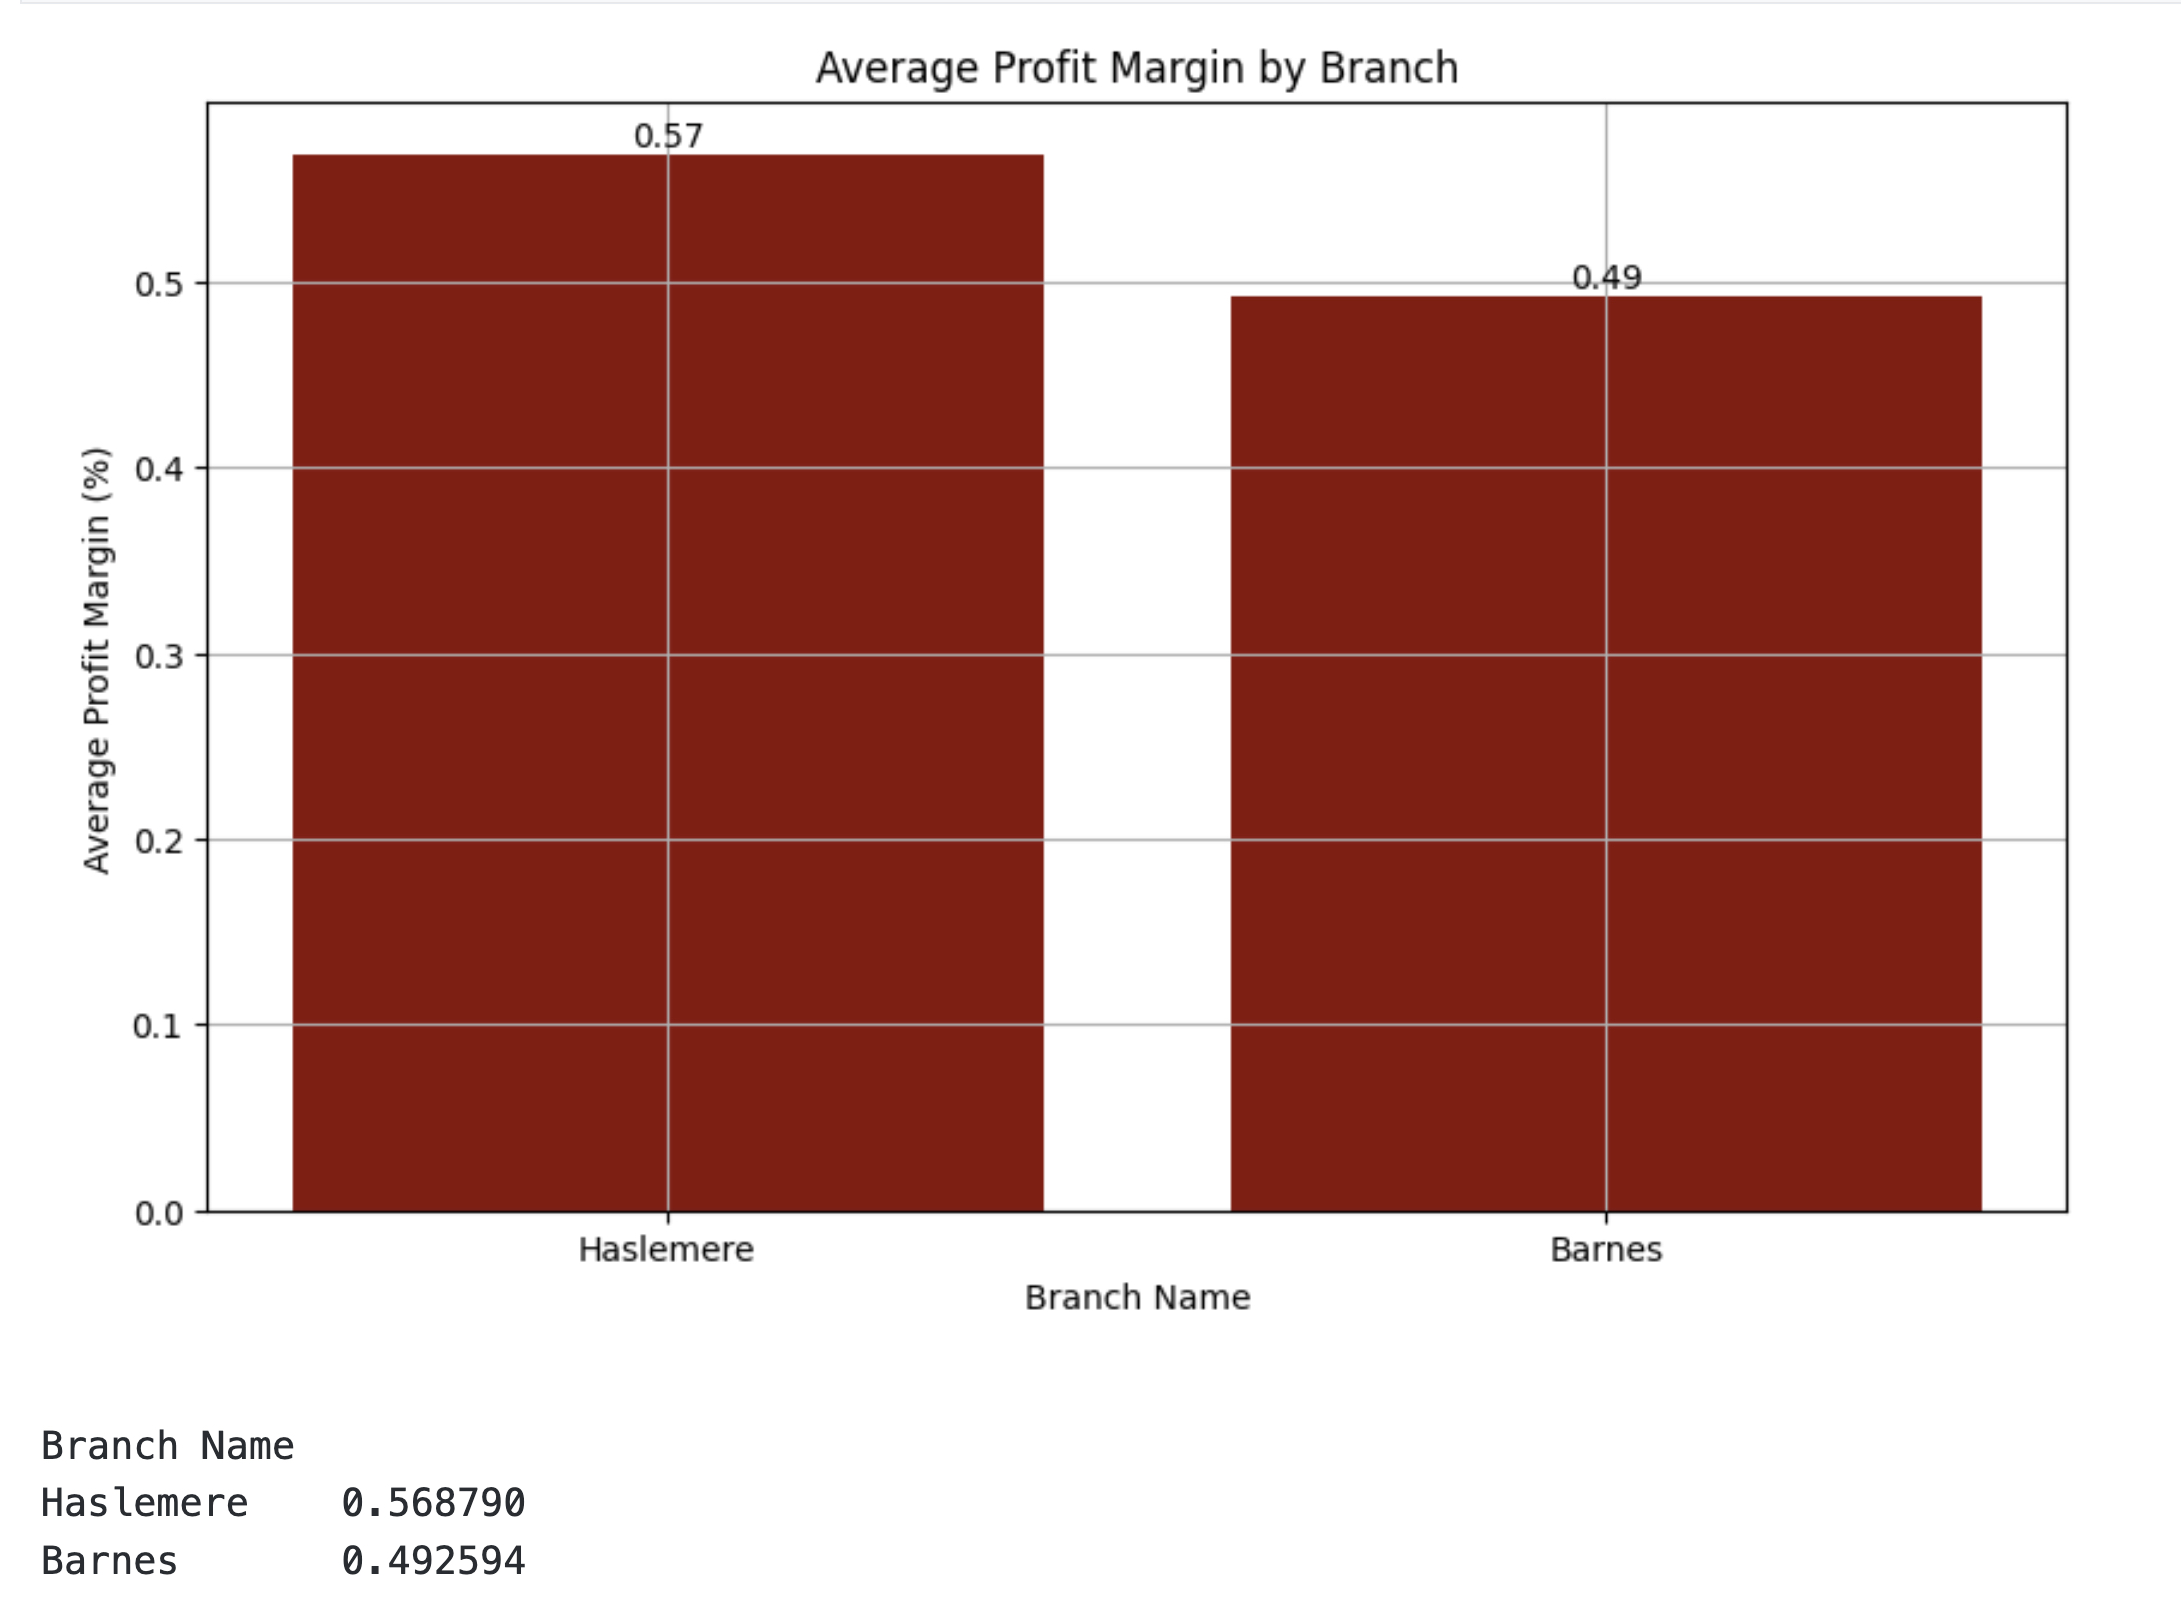 Average Profit Margin by Branch
0.57
0.49
0.5
0.4
0.3
0.2
0.1
0.0
Average Profit Margin (%)
Haslemere
Barnes
Branch Name
Branch Name
Haslemere 0.568790
Barnes 0.492594